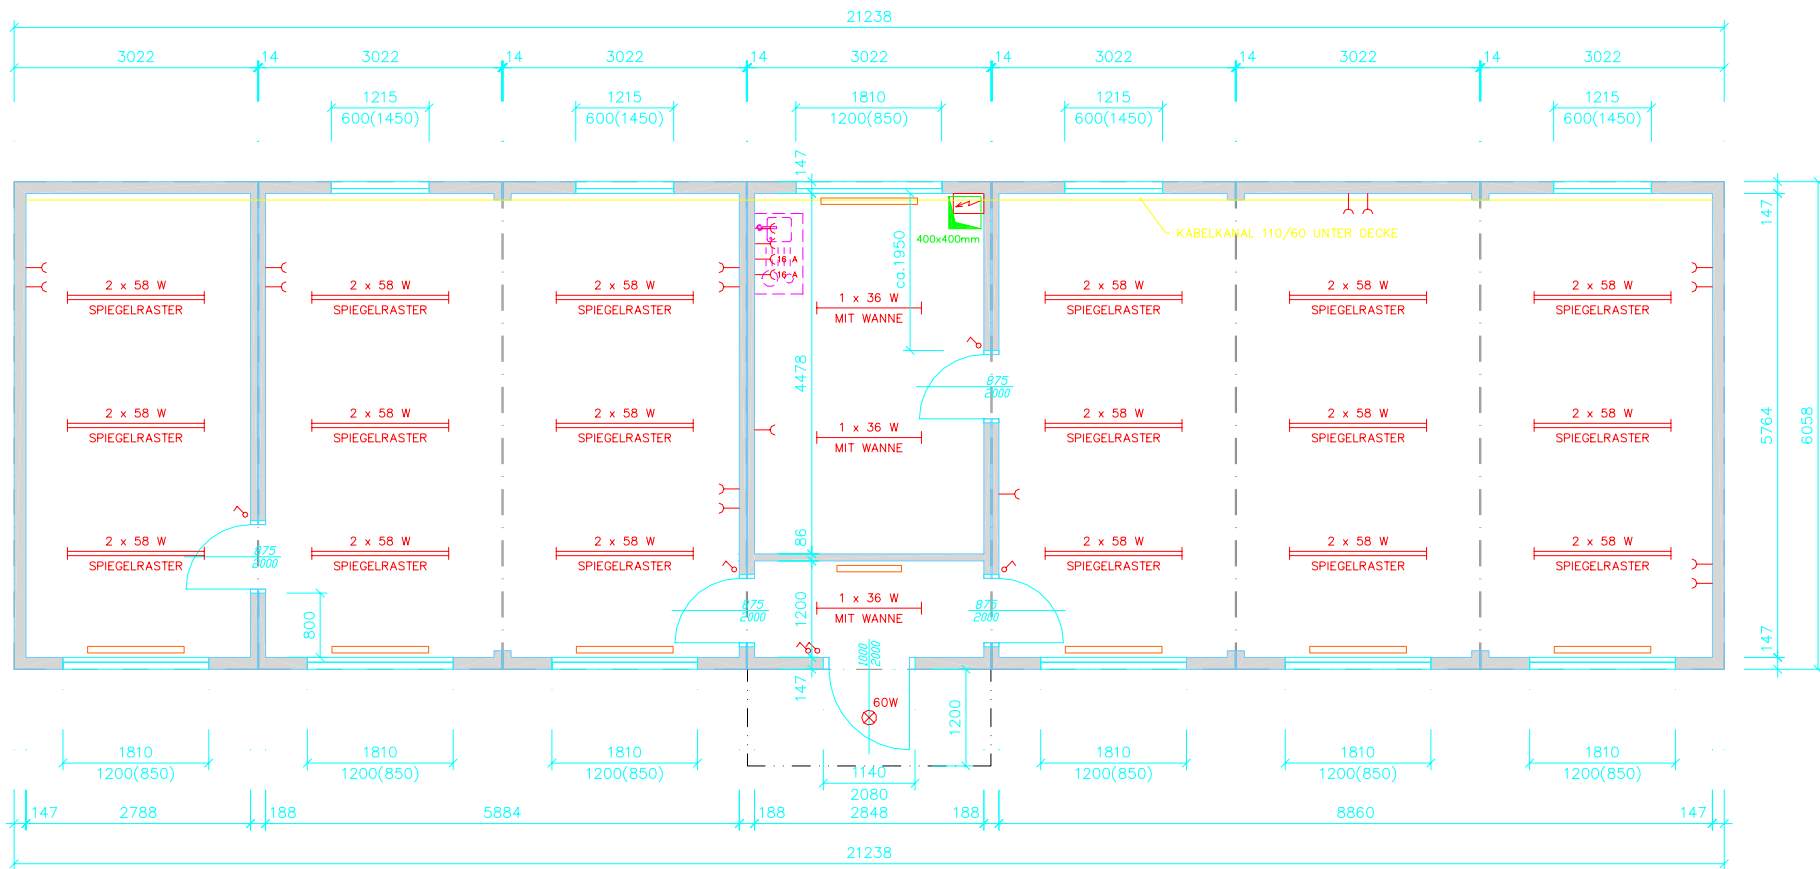 21238
3022 14 3022 14 3022 14 3022 14 3022 14 3022 14 3022
1215 1215 1810 1215 1215
600(1450) 600(1450) 1200(850) 600(1450) 600(1450)
147
147
KABELKANAL 110/60 UNTER DECKE
400x400mm
ca.1950
16 A
16 A
2 x 58 W 2 x 58 W 2 x 58 W 2 x 58 W 2 x 58 W 2 x 58 W
SPIEGELRASTER SPIEGELRASTER SPIEGELRASTER SPIEGELRASTER SPIEGELRASTER SPIEGELRASTER
1 x 36 W
MIT WANNE
4478
875
2000
2 x 58 W 2 x 58 W 2 x 58 W 2 x 58 W 2 x 58 W 2 x 58 W
SPIEGELRASTER SPIEGELRASTER SPIEGELRASTER SPIEGELRASTER SPIEGELRASTER SPIEGELRASTER
1 x 36 W
MIT WANNE
5764
6058
86
2 x 58 W 2 x 58 W 2 x 58 W 2 x 58 W 2 x 58 W 2 x 58 W
SPIEGELRASTER SPIEGELRASTER SPIEGELRASTER SPIEGELRASTER SPIEGELRASTER SPIEGELRASTER
875
2000
1 x 36 W
MIT WANNE
875
2000
875
2000
800
1200
147
1000
2000
147
60W
1200
1810 1810 1810 1140 1810 1810 1810
1200(850) 1200(850) 1200(850) 2080 1200(850) 1200(850) 1200(850)
147 2788 188 5884 188 2848 188 8860 147
21238